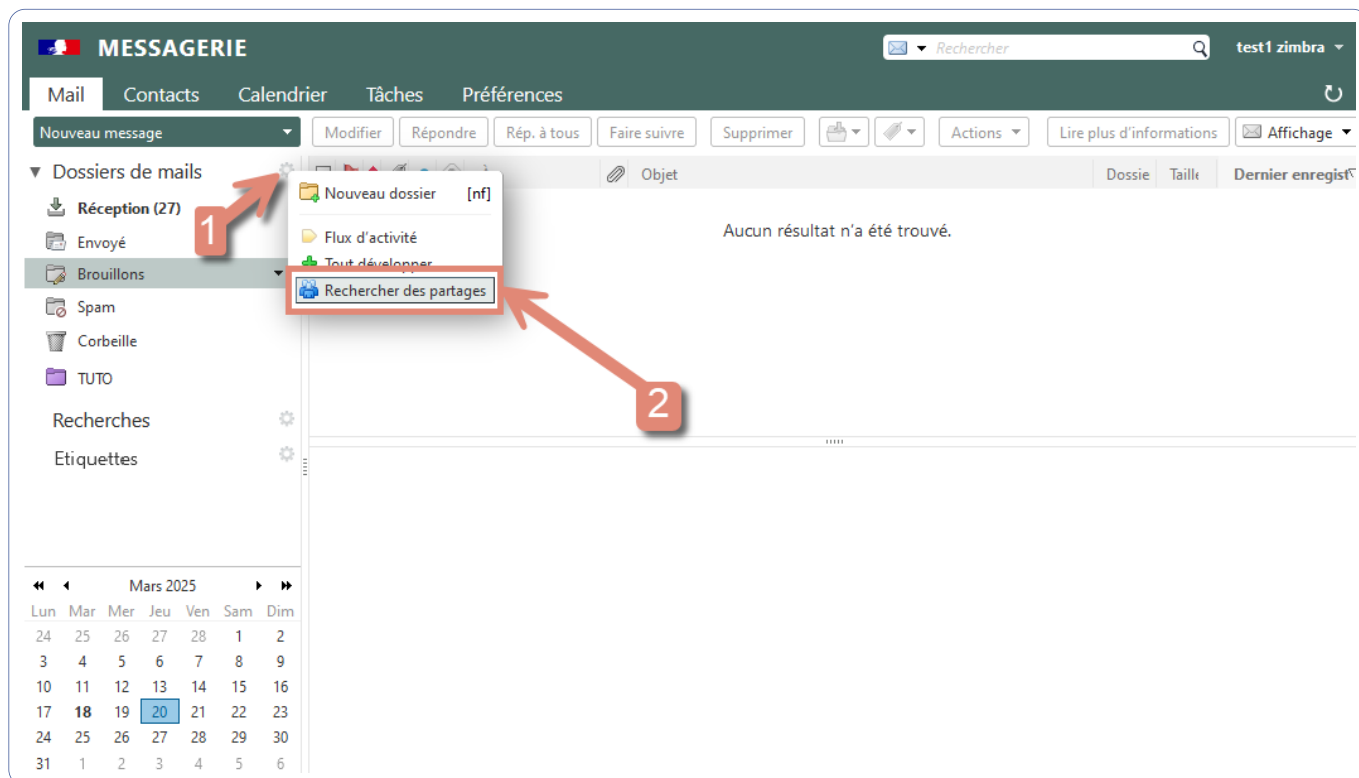 MESSAGERIE
Rechercher
test1 zimbra
Mail Contacts Calendrier Tâches Préférences
Nouveau message Modifier Répondre Rép. à tous Faire suivre Supprimer Actions Lire plus d'informations Affichage
Dossiers de mails Objet Dossie Taille Dernier enregist
Nouveau dossier [nf]
Réception (27)
1
Aucun résultat n'a été trouvé.
Envoyé
Flux d'activité
Tout développer
Brouillons
Rechercher des partages
Spam
Corbeille
TUTO
2
Recherches
Etiquettes
Mars 2025
Lun Mar Mer Jeu Ven Sam Dim
24 25 26 27 28 1 2
3 4 5 6 7 8 9
10 11 12 13 14 15 16
17 18 19 20 21 22 23
24 25 26 27 28 29 30
31 1 2 3 4 5 6